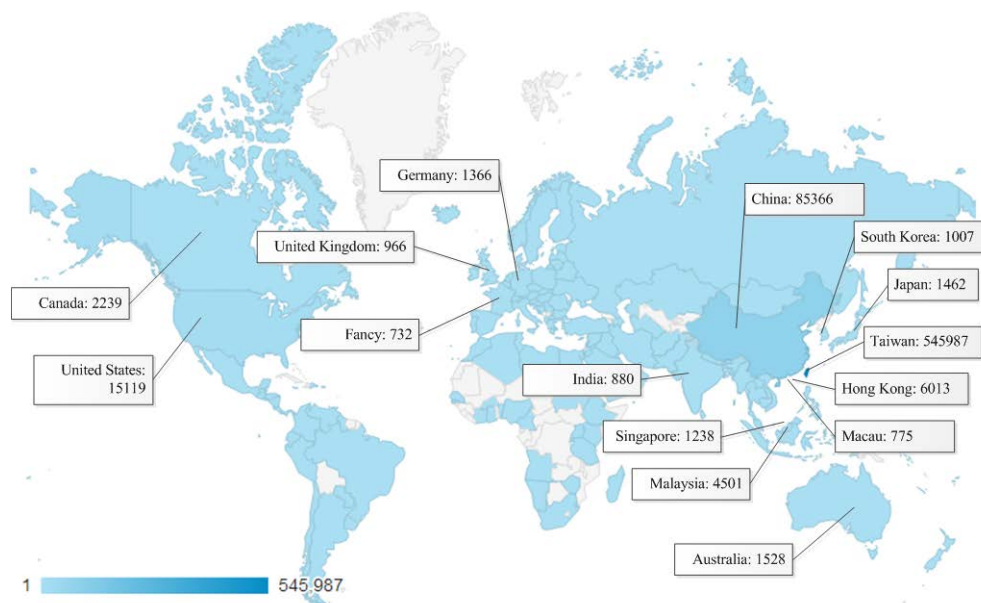 Germany: 1366
China: 85366
United Kingdom: 966
South Korea: 1007
Canada: 2239
Japan: 1462
Fancy: 732
Taiwan: 545987
United States:
15119
India: 880
Hong Kong: 6013
Singapore: 1238
Macau: 775
Malaysia: 4501
Australia: 1528
1 545,987